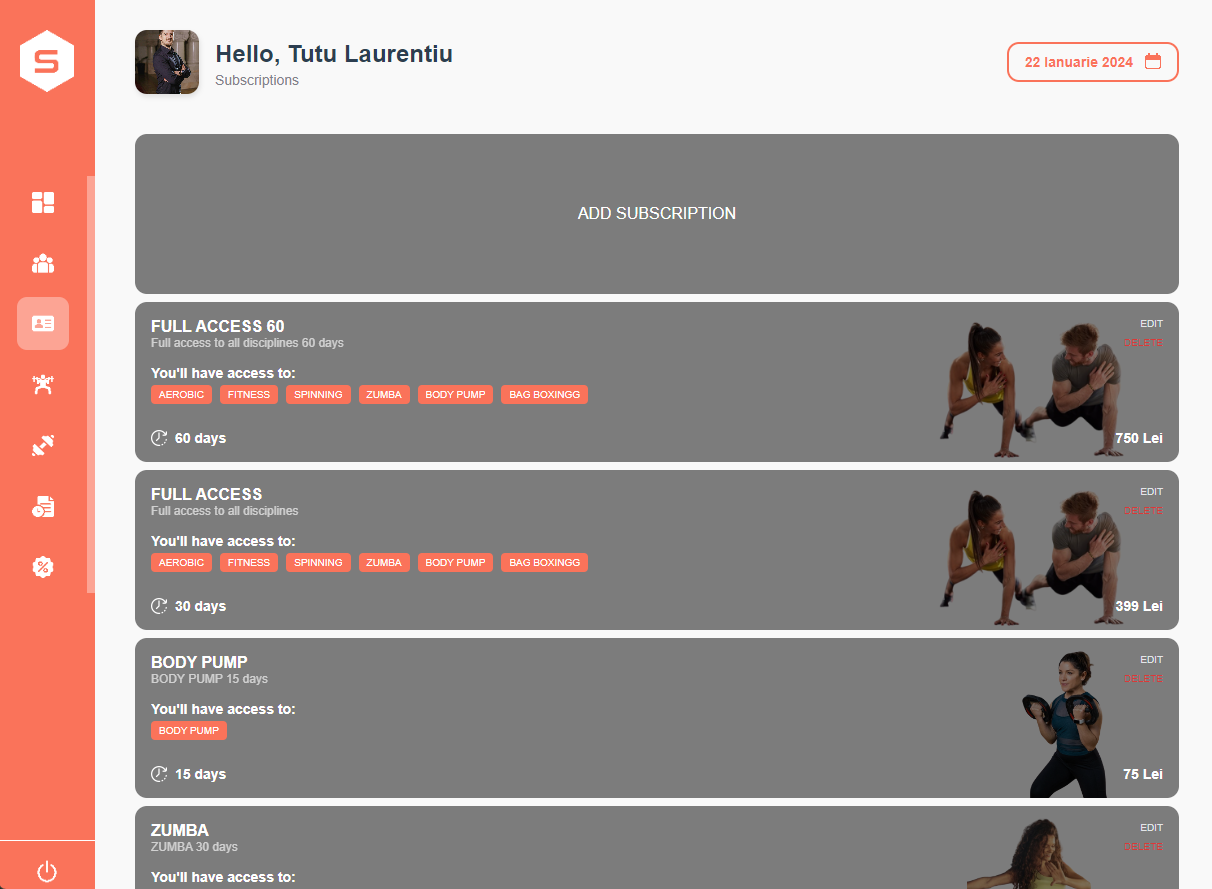 S
Hello, Tutu Laurentiu
Subscriptions
22 Ianuarie 2024
ADD SUBSCRIPTION
FULL ACCESS 60
Full access to all disciplines 60 days
EDIT
DELETE
You'll have access to:
AEROBIC FITNESS SPINNING ZUMBA BODY PUMP BAG BOXINGG
60 days
750 Lei
FULL ACCESS
Full access to all disciplines
EDIT
DELETE
You'll have access to:
AEROBIC FITNESS SPINNING ZUMBA BODY PUMP BAG BOXINGG
30 days
399 Lei
BODY PUMP
BODY PUMP 15 days
EDIT
DELETE
You'll have access to:
BODY PUMP
15 days
75 Lei
ZUMBA
ZUMBA 30 days
EDIT
DELETE
You'll have access to: